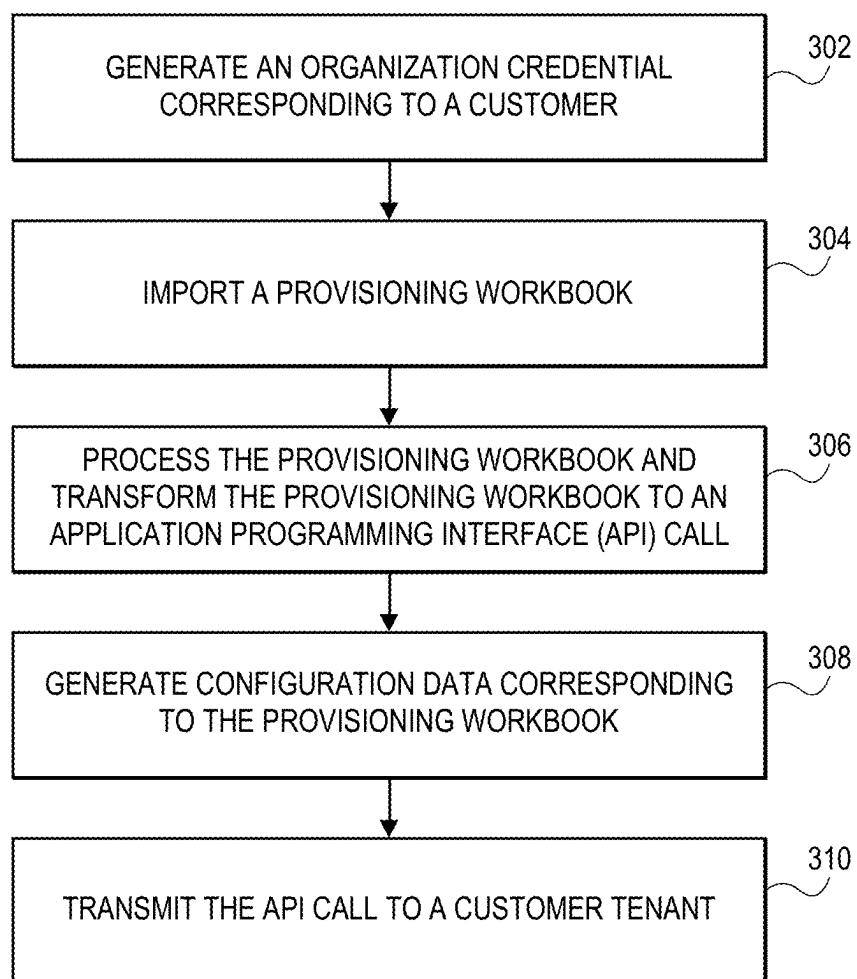 302
GENERATE AN ORGANIZATION CREDENTIAL
CORRESPONDING TO A CUSTOMER
304
IMPORT A PROVISIONING WORKBOOK
306
PROCESS THE PROVISIONING WORKBOOK AND
TRANSFORM THE PROVISIONING WORKBOOK TO AN
APPLICATION PROGRAMMING INTERFACE (API) CALL
308
GENERATE CONFIGURATION DATA CORRESPONDING
TO THE PROVISIONING WORKBOOK
310
TRANSMIT THE API CALL TO A CUSTOMER TENANT